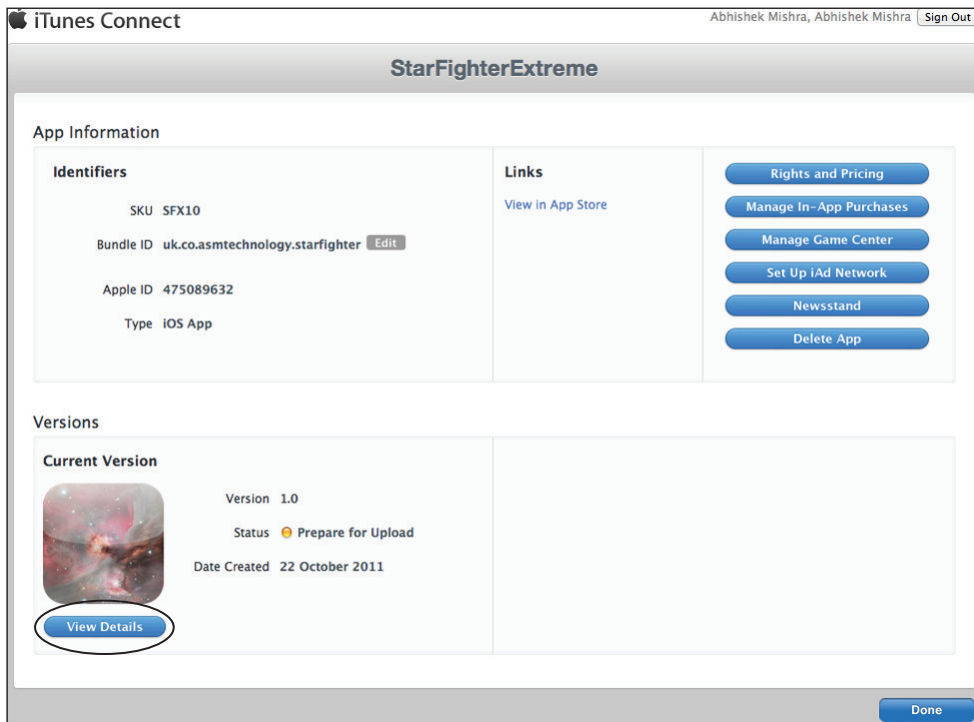 iTunes Connect
Abhishek Mishra, Abhishek Mishra Sign Out
StarFighterExtreme
App Information
Identifiers
SKU SFX10
Bundle ID uk.co.asmtechnology.starfighter Edit
Apple ID 475089632
Type iOS App
Links
View in App Store
Rights and Pricing
Manage In-App Purchases
Manage Game Center
Set Up iAd Network
Newsstand
Delete App
Versions
Current Version
Version 1.0
Status Prepare for Upload
Date Created 22 October 2011
View Details
Done